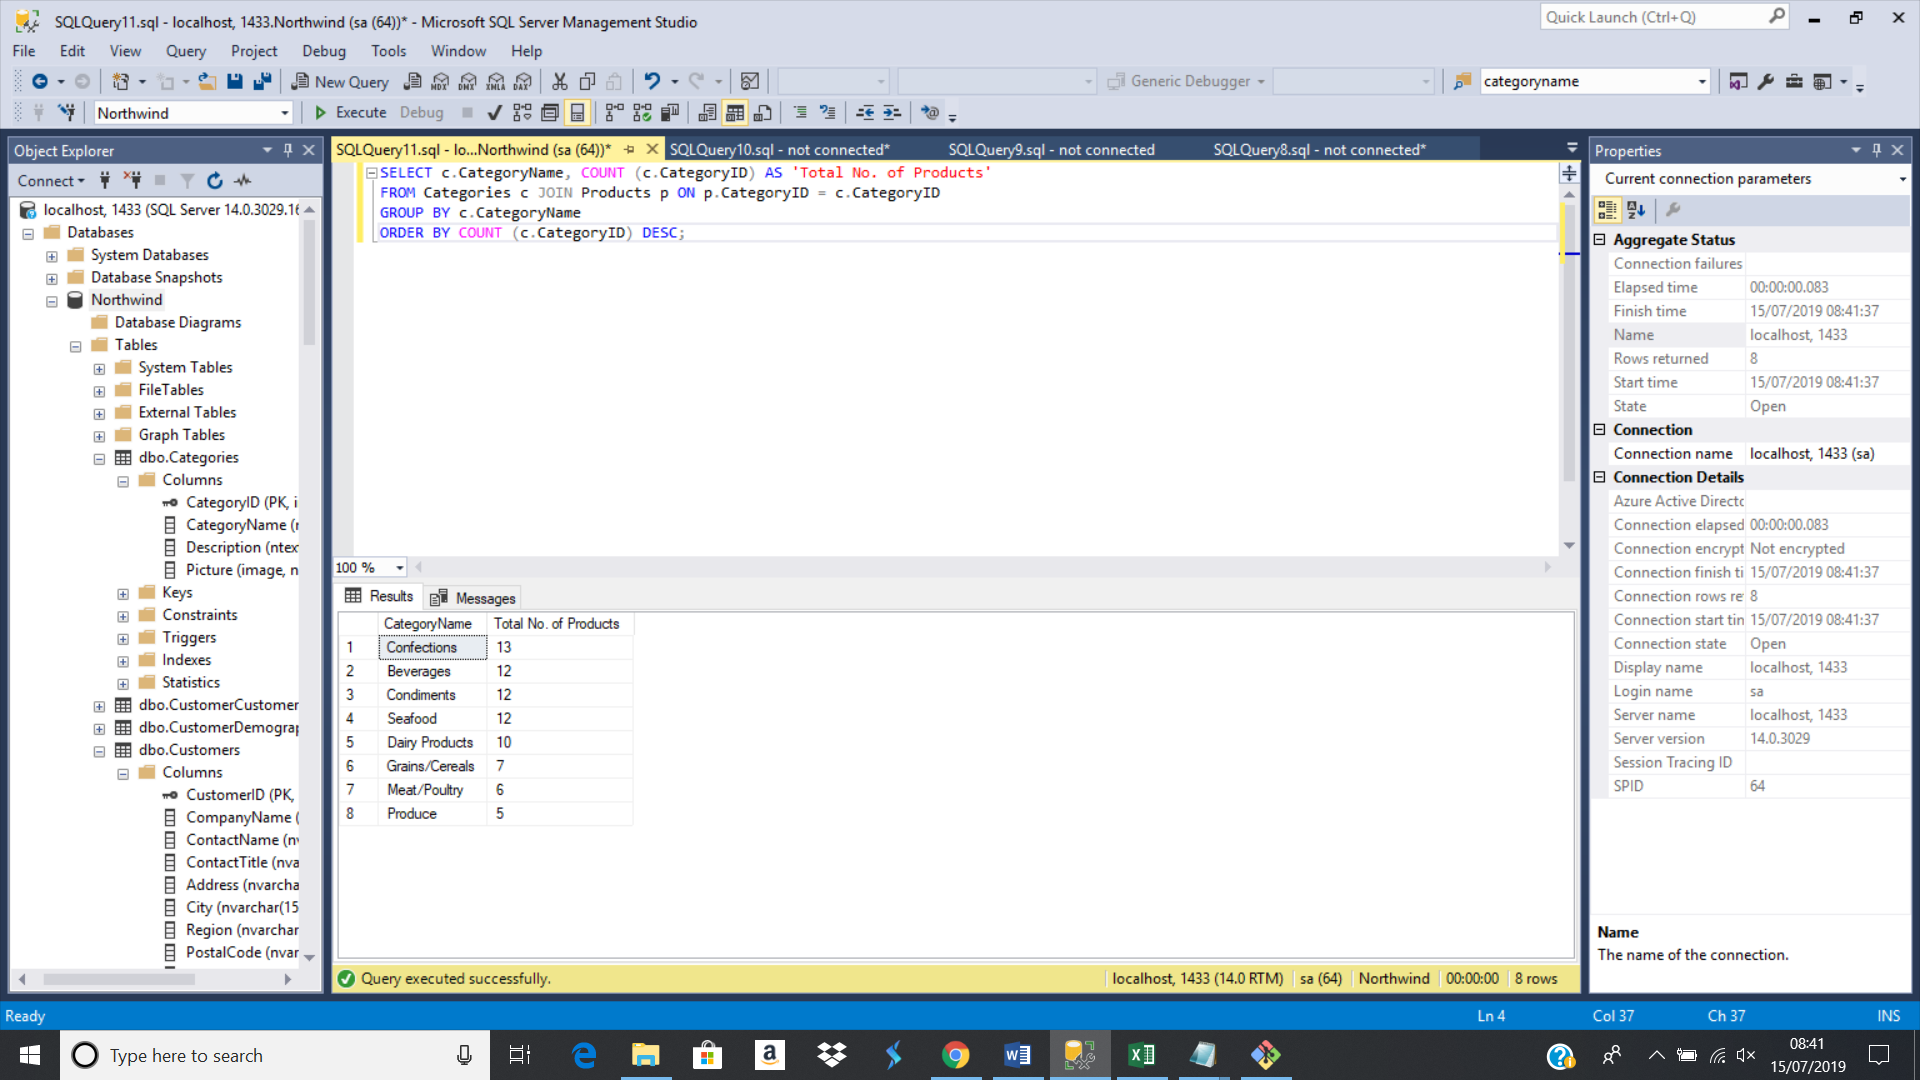 SQLQuery11.sql - localhost, 1433.Northwind (sa (64))* - Microsoft SQL Server Management Studio
Quick Launch (Ctrl+Q)
File Edit View Query Project Debug Tools Window Help
New Query MDX DMX XMLA DAX Generic Debugger categoryname
Northwind Execute Debug
Object Explorer
Connect
localhost, 1433 (SQL Server 14.0.3029.16
Databases
System Databases
Database Snapshots
Northwind
Database Diagrams
Tables
System Tables
FileTables
External Tables
Graph Tables
dbo.Categories
Columns
CategoryID (PK, i
CategoryName (n
Description (ntex
Picture (image, n
Keys
Constraints
Triggers
Indexes
Statistics
dbo.CustomerCustomer
dbo.CustomerDemograp
dbo.Customers
Columns
CustomerID (PK,
CompanyName (
ContactName (nv
ContactTitle (nva
Address (nvarcha
City (nvarchar(15
Region (nvarchar
PostalCode (nvar
SQLQuery11.sql - lo...Northwind (sa (64))* SQLQuery10.sql - not connected* SQLQuery9.sql - not connected SQLQuery8.sql - not connected*
SELECT c.CategoryName, COUNT (c.CategoryID) AS 'Total No. of Products'
FROM Categories c JOIN Products p ON p.CategoryID = c.CategoryID
GROUP BY c.CategoryName
ORDER BY COUNT (c.CategoryID) DESC;
100 %
Results Messages
CategoryName Total No. of Products
1 Confections 13
2 Beverages 12
3 Condiments 12
4 Seafood 12
5 Dairy Products 10
6 Grains/Cereals 7
7 Meat/Poultry 6
8 Produce 5
Query executed successfully. localhost, 1433 (14.0 RTM) sa (64) Northwind 00:00:00 8 rows
Properties
Current connection parameters
Aggregate Status
Connection failures
Elapsed time 00:00:00.083
Finish time 15/07/2019 08:41:37
Name localhost, 1433
Rows returned 8
Start time 15/07/2019 08:41:37
State Open
Connection
Connection name localhost, 1433 (sa)
Connection Details
Azure Active Directo
Connection elapsed 00:00:00.083
Connection encrypt Not encrypted
Connection finish ti 15/07/2019 08:41:37
Connection rows re 8
Connection start tin 15/07/2019 08:41:37
Connection state Open
Display name localhost, 1433
Login name sa
Server name localhost, 1433
Server version 14.0.3029
Session Tracing ID
SPID 64
Name
The name of the connection.
Ready Ln 4 Col 37 Ch 37 INS
Type here to search
08:41
15/07/2019